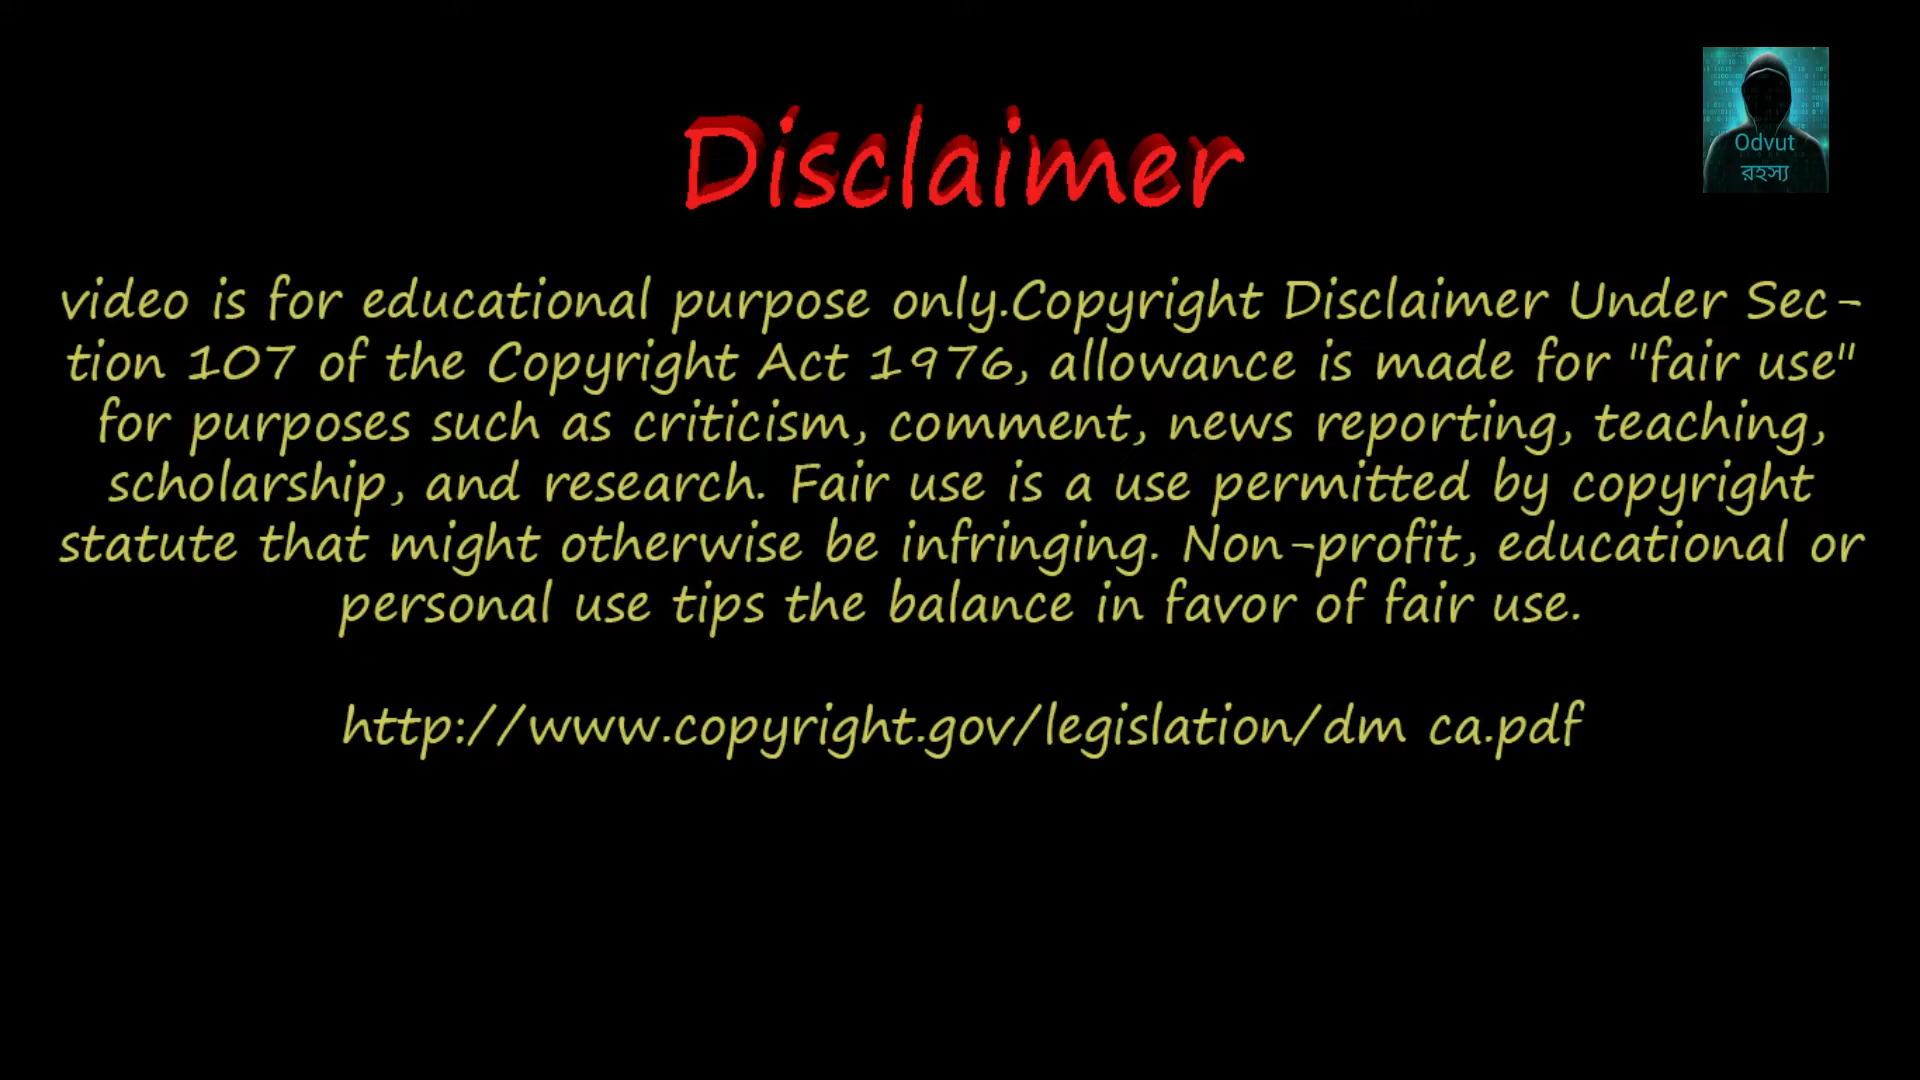 Odvut
রহস্য
Disclaimer
video is for educational purpose only.Copyright Disclaimer Under Sec-
tion 107 of the Copyright Act 1976, allowance is made for "fair use"
for purposes such as criticism, comment, news reporting, teaching,
scholarship, and research. Fair use is a use permitted by copyright
statute that might otherwise be infringing. Non-profit, educational or
personal use tips the balance in favor of fair use.
http://www.copyright.gov/legislation/dm ca.pdf